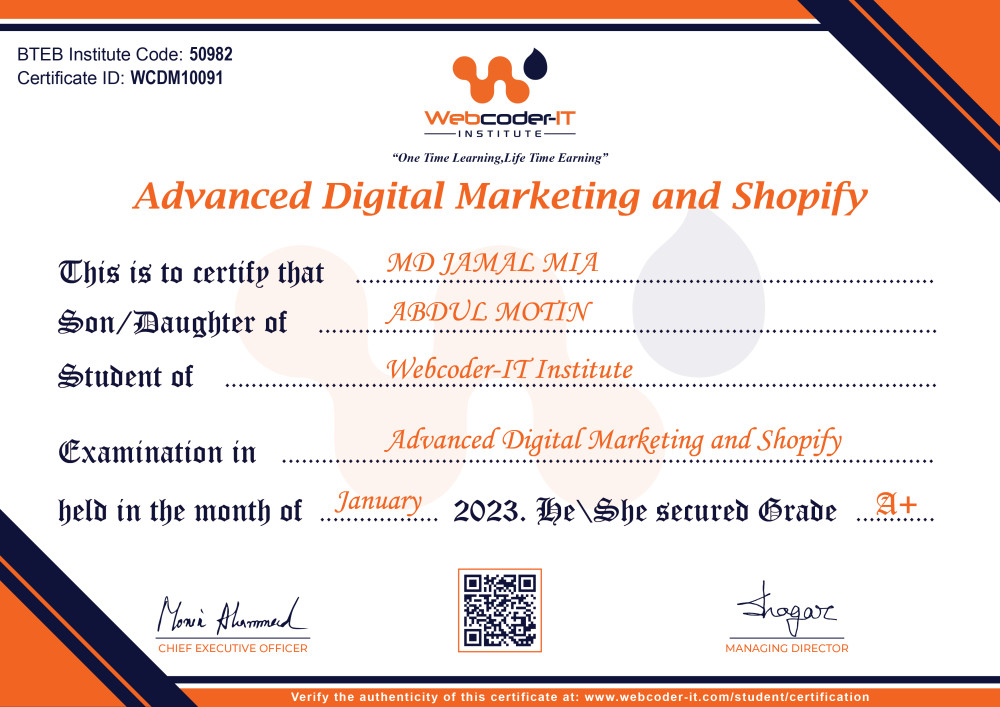 BTEB Institute Code: 50982
Certificate ID: WCDM10091
Webcoder-IT
INSTITUTE
“One Time Learning,Life Time Earning”
Advanced Digital Marketing and Shopify
This is to certify that MD JAMAL MIA
Son/Daughter of ABDUL MOTIN
Student of Webcoder-IT Institute
Examination in Advanced Digital Marketing and Shopify
held in the month of January 2023. He\She secured Grade A+
CHIEF EXECUTIVE OFFICER
MANAGING DIRECTOR
Verify the authenticity of this certificate at: www.webcoder-it.com/student/certification